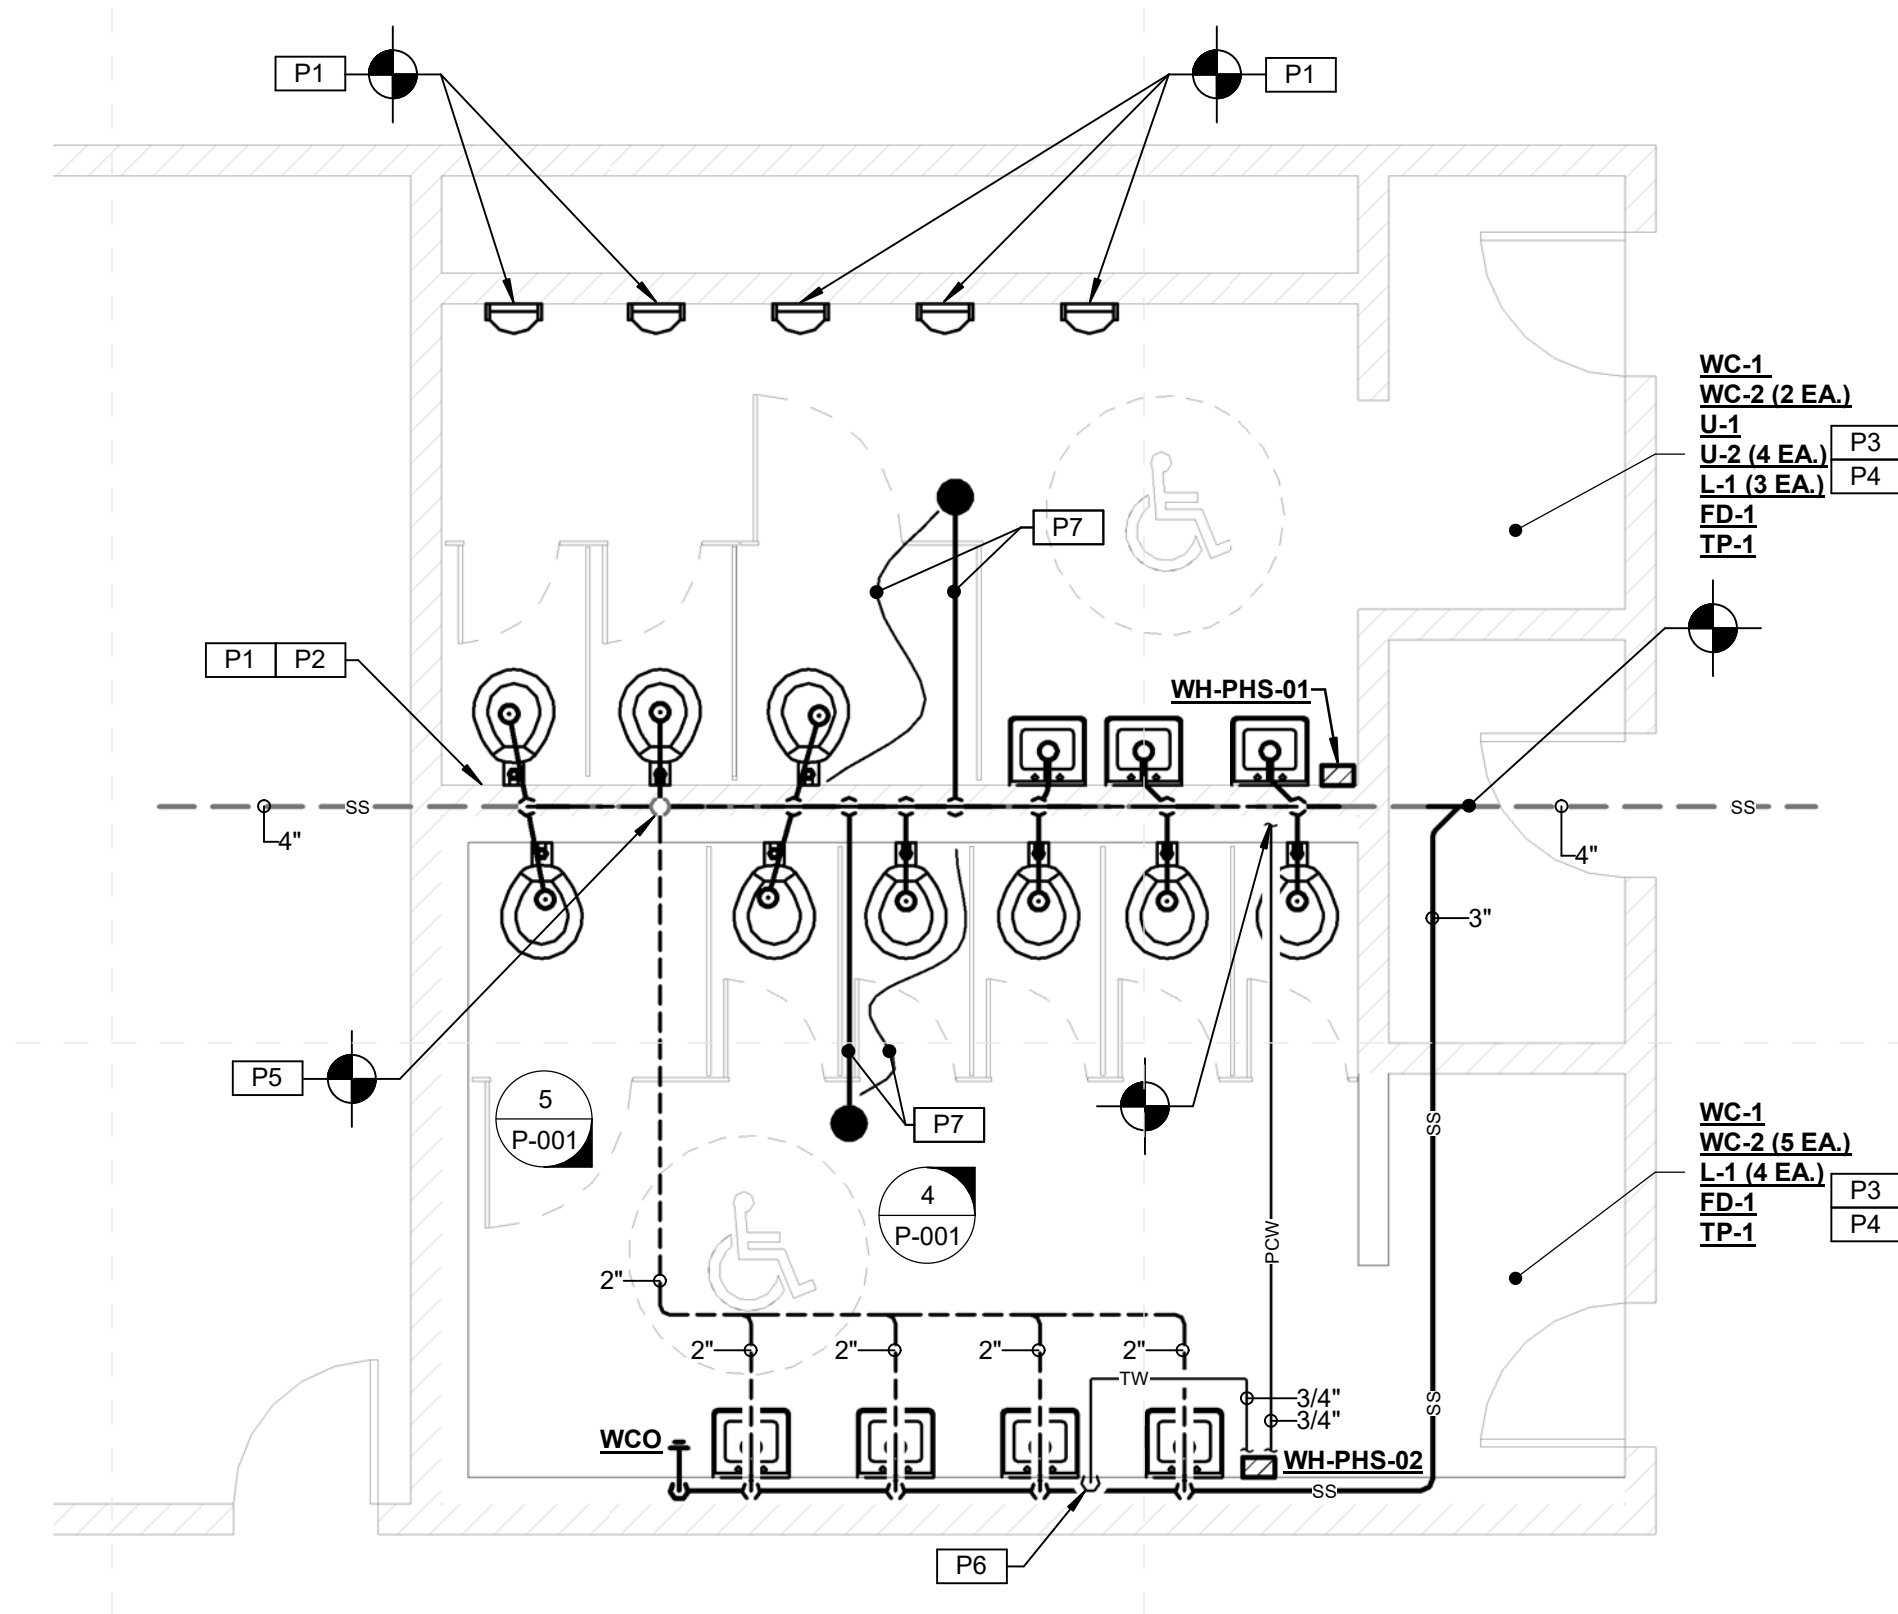 P1
P1
WC-1
WC-2 (2 EA.)
U-1
U-2 (4 EA.)
P3
L-1 (3 EA.)
P4
FD-1
TP-1
P7
P1 P2
WH-PHS-01
SS
SS
4"
4"
3"
P5
5
P-001
P7
SS
WC-1
WC-2 (5 EA.)
L-1 (4 EA.)
P3
FD-1
P4
TP-1
4
P-001
PCW
2"
2"
2"
2"
2"
TW
3/4"
3/4"
SS
WCO
WH-PHS-02
SS
P6